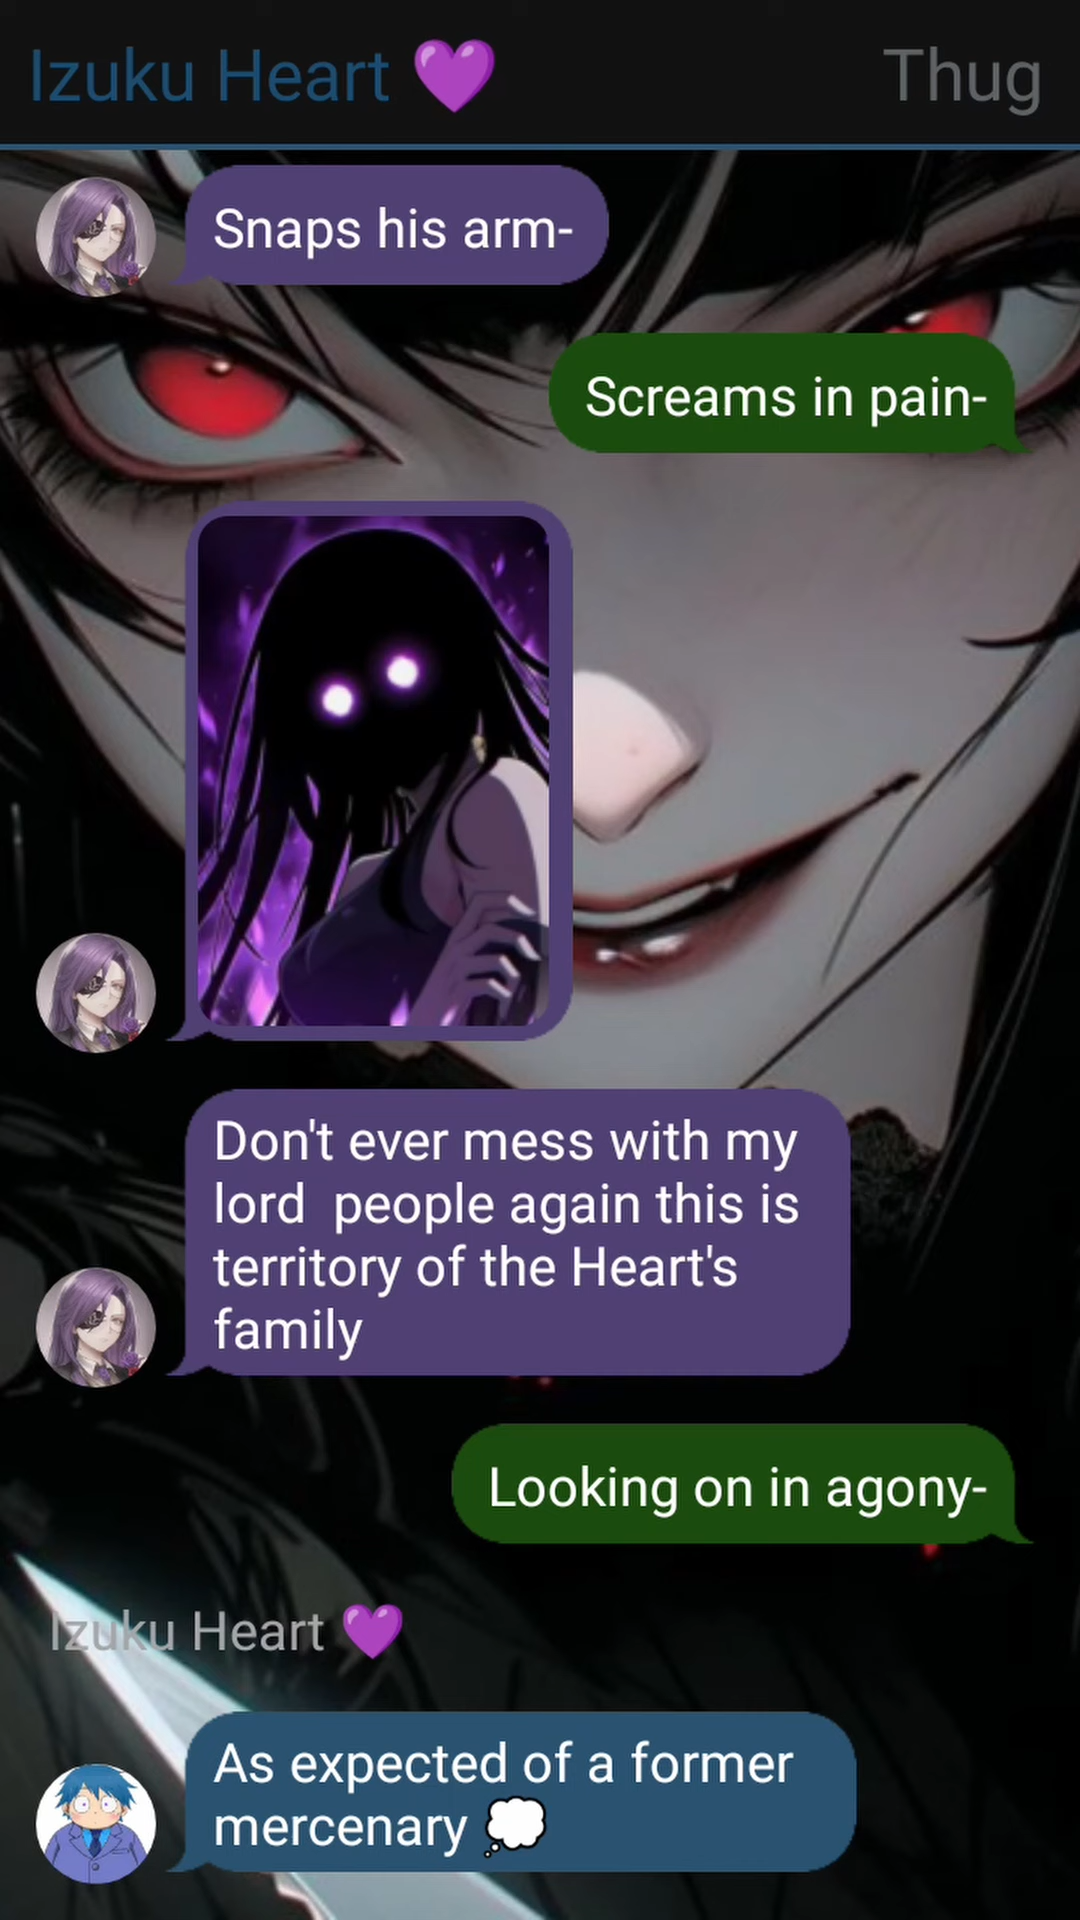 Izuku Heart 💜 Thug
Snaps his arm-
Screams in pain-
Don't ever mess with my
lord  people again this is
territory of the Heart's
family
Looking on in agony-
Izuku Heart 💜
As expected of a former
mercenary 💭